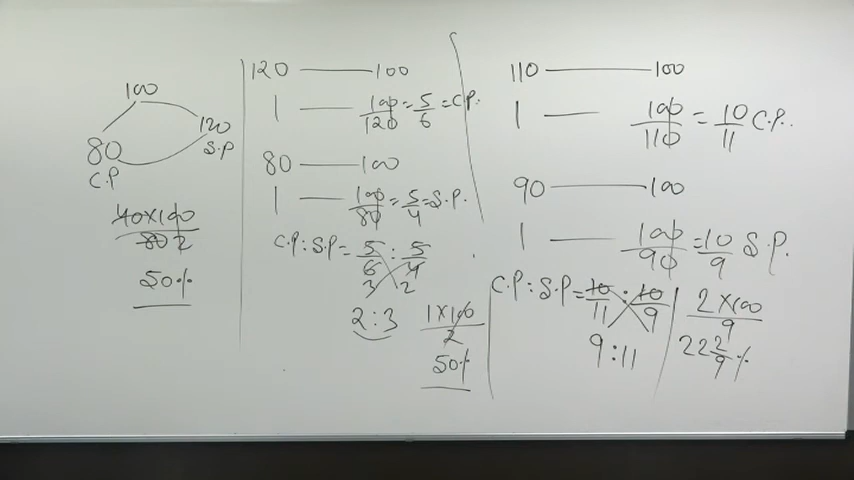 100
80 120
C.P S.P
40×100
80 2
50%
120 — 100
1 — 100/120 = 5/6 = C.P.
80 — 100
1 — 100/80 = 5/4 = S.P.
C.P : S.P = 5/6 : 5/4
3 2
2 : 3
1×100
2
50%
110 — 100
1 — 100/110 = 10/11 C.P.
90 — 100
1 — 100/90 = 10/9 S.P.
C.P : S.P = 10/11 : 10/9
9 : 11
2×100
9
22 2/9 %